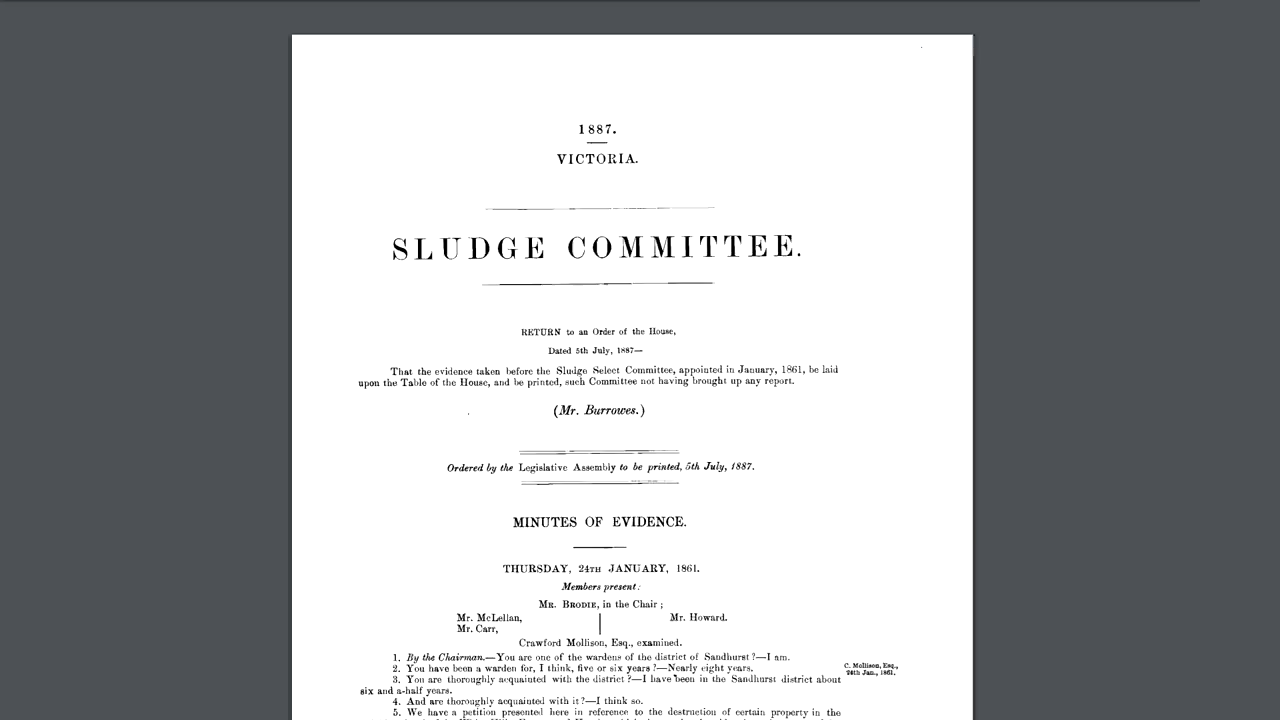 1887.
VICTORIA.
SLUDGE COMMITTEE.
RETURN to an Order of the House,
Dated 5th July, 1887—
That the evidence taken before the Sludge Select Committee, appointed in January, 1861, be laid
upon the Table of the House, and be printed, such Committee not having brought up any report.
(Mr. Burrowes.)
Ordered by the Legislative Assembly to be printed, 5th July, 1887.
MINUTES OF EVIDENCE.
THURSDAY, 24TH JANUARY, 1861.
Members present:
MR. BRODIE, in the Chair;
Mr. McLellan,
Mr. Carr,
Mr. Howard.
Crawford Mollison, Esq., examined.
1. By the Chairman.—You are one of the wardens of the district of Sandhurst?—I am.
2. You have been a warden for, I think, five or six years?—Nearly eight years.
C. Mollison, Esq.,
24th Jan., 1861.
3. You are thoroughly acquainted with the district?—I have been in the Sandhurst district about
six and a-half years.
4. And are thoroughly acquainted with it?—I think so.
5. We have a petition presented here in reference to the destruction of certain property in the